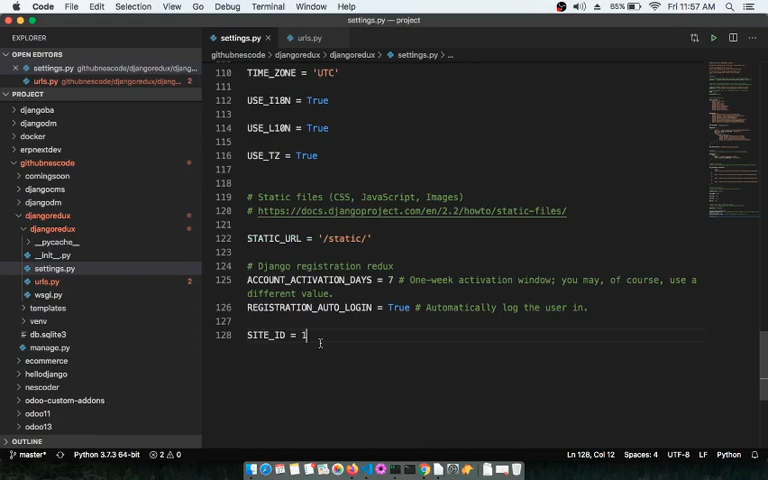 Code File Edit Selection View Go Debug Terminal Window Help 65% Fri 11:57 AM
settings.py — project
EXPLORER
settings.py
urls.py
OPEN EDITORS
githubnescode > djangoredux > djangoredux > settings.py > ...
settings.py githubnescode/djangoredux/djang...
urls.py githubnescode/djangoredux/djang... 2
PROJECT
djangoba
djangodm
docker
erpnextdev
githubnescode
comingsoon
djangocms
djangodm
djangoredux
djangoredux
__pycache__
__init__.py
settings.py
urls.py 2
wsgi.py
templates
venv
db.sqlite3
manage.py
ecommerce
hellodjango
nescoder
odoo-custom-addons
odoo11
odoo13
OUTLINE
110 TIME_ZONE = 'UTC'
111
112 USE_I18N = True
113
114 USE_L10N = True
115
116 USE_TZ = True
117
118
119 # Static files (CSS, JavaScript, Images)
120 # https://docs.djangoproject.com/en/2.2/howto/static-files/
121
122 STATIC_URL = '/static/'
123
124 # Django registration redux
125 ACCOUNT_ACTIVATION_DAYS = 7 # One-week activation window; you may, of course, use a
different value.
126 REGISTRATION_AUTO_LOGIN = True # Automatically log the user in.
127
128 SITE_ID = 1
master* Python 3.7.3 64-bit 2 0 Ln 128, Col 12 Spaces: 4 UTF-8 LF Python